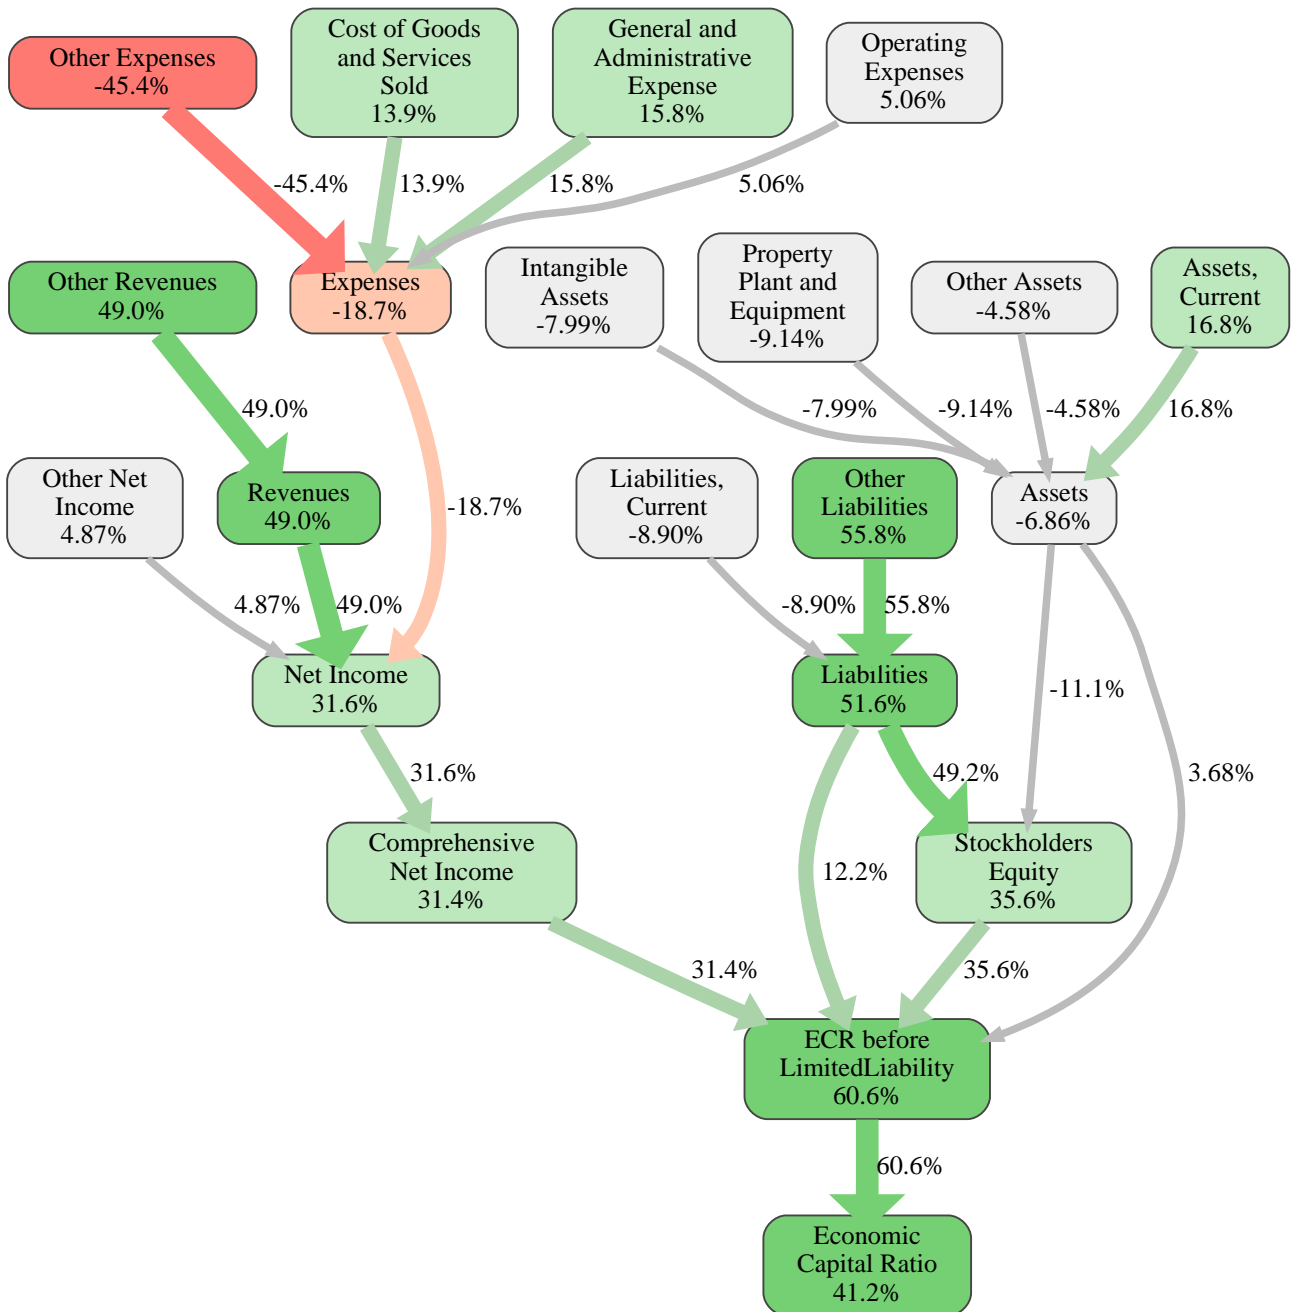 Other Expenses
-45.4%
Cost of Goods
and Services
Sold
13.9%
General and
Administrative
Expense
15.8%
Operating
Expenses
5.06%
-45.4%
13.9%
15.8%
5.06%
Other Revenues
49.0%
Expenses
-18.7%
Intangible
Assets
-7.99%
Property
Plant and
Equipment
-9.14%
Other Assets
-4.58%
Assets,
Current
16.8%
49.0%
-7.99%
-9.14%
-4.58%
16.8%
Other Net
Income
4.87%
Revenues
49.0%
-18.7%
Liabilities,
Current
-8.90%
Other
Liabilities
55.8%
Assets
-6.86%
4.87%
49.0%
-8.90%
55.8%
Net Income
31.6%
Liabilities
51.6%
-11.1%
31.6%
49.2%
3.68%
Comprehensive
Net Income
31.4%
12.2%
Stockholders
Equity
35.6%
31.4%
35.6%
ECR before
LimitedLiability
60.6%
60.6%
Economic
Capital Ratio
41.2%